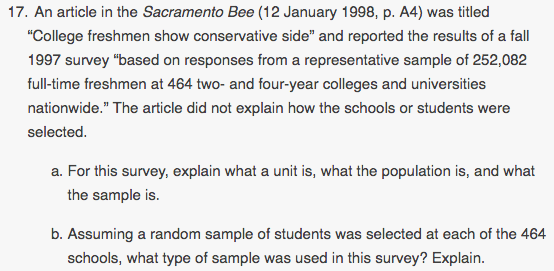 17. An article in the Sacramento Bee (12 January 1998, p. A4) was titled
“College freshmen show conservative side” and reported the results of a fall
1997 survey “based on responses from a representative sample of 252,082
full-time freshmen at 464 two- and four-year colleges and universities
nationwide.” The article did not explain how the schools or students were
selected.
a. For this survey, explain what a unit is, what the population is, and what
the sample is.
b. Assuming a random sample of students was selected at each of the 464
schools, what type of sample was used in this survey? Explain.